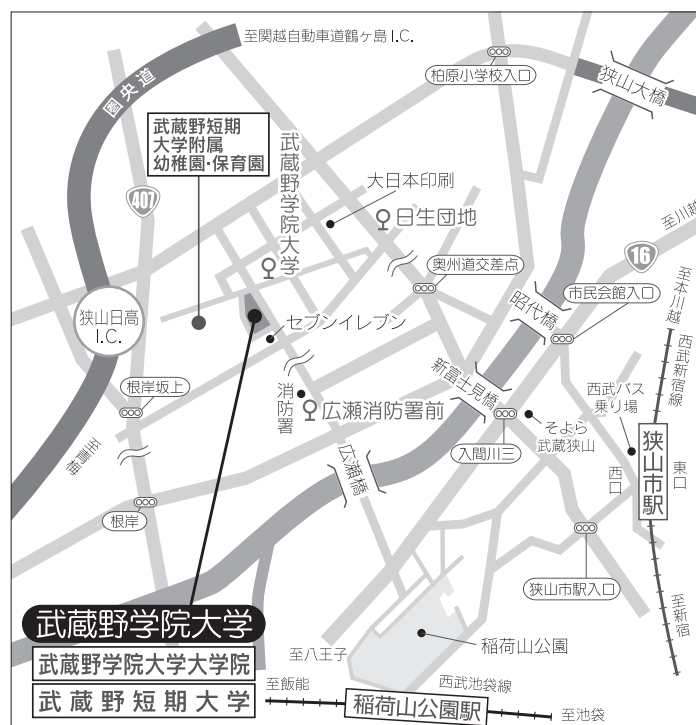 至関越自動車道鶴ヶ島I.C.
圏央道
柏原小学校入口
狭山大橋
武蔵野短期
大学附属
幼稚園・保育園
武蔵野学院大学
大日本印刷
407
日生団地
至川越
16
奥州道交差点
昭代橋
市民会館入口
至本川越
狭山日高
I.C.
セブンイレブン
西武新宿線
新富士見橋
根岸坂上
消防署
広瀬消防署前
そよら
武蔵狭山
西武バス
乗り場
入間川三
至青梅
広瀬橋
西口
狭山市駅
東口
根岸
狭山市駅入口
至新宿
武蔵野学院大学
武蔵野学院大学大学院
武蔵野短期大学
稲荷山公園
至八王子
西武池袋線
至飯能
稲荷山公園駅
至池袋